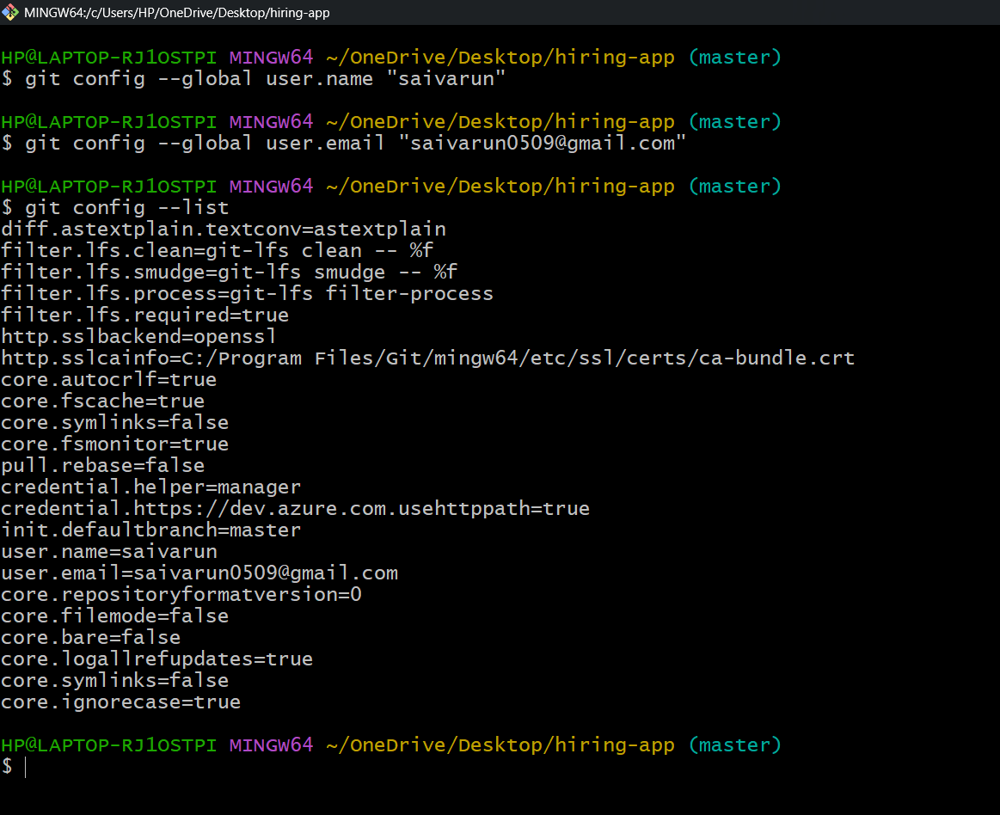 MINGW64:/c/Users/HP/OneDrive/Desktop/hiring-app
HP@LAPTOP-RJ1OSTPI MINGW64 ~/OneDrive/Desktop/hiring-app (master)
$ git config --global user.name "saivarun"
HP@LAPTOP-RJ1OSTPI MINGW64 ~/OneDrive/Desktop/hiring-app (master)
$ git config --global user.email "saivarun0509@gmail.com"
HP@LAPTOP-RJ1OSTPI MINGW64 ~/OneDrive/Desktop/hiring-app (master)
$ git config --list
diff.astextplain.textconv=astextplain
filter.lfs.clean=git-lfs clean -- %f
filter.lfs.smudge=git-lfs smudge -- %f
filter.lfs.process=git-lfs filter-process
filter.lfs.required=true
http.sslbackend=openssl
http.sslcainfo=C:/Program Files/Git/mingw64/etc/ssl/certs/ca-bundle.crt
core.autocrlf=true
core.fscache=true
core.symlinks=false
core.fsmonitor=true
pull.rebase=false
credential.helper=manager
credential.https://dev.azure.com.usehttppath=true
init.defaultbranch=master
user.name=saivarun
user.email=saivarun0509@gmail.com
core.repositoryformatversion=0
core.filemode=false
core.bare=false
core.logallrefupdates=true
core.symlinks=false
core.ignorecase=true
HP@LAPTOP-RJ1OSTPI MINGW64 ~/OneDrive/Desktop/hiring-app (master)
$